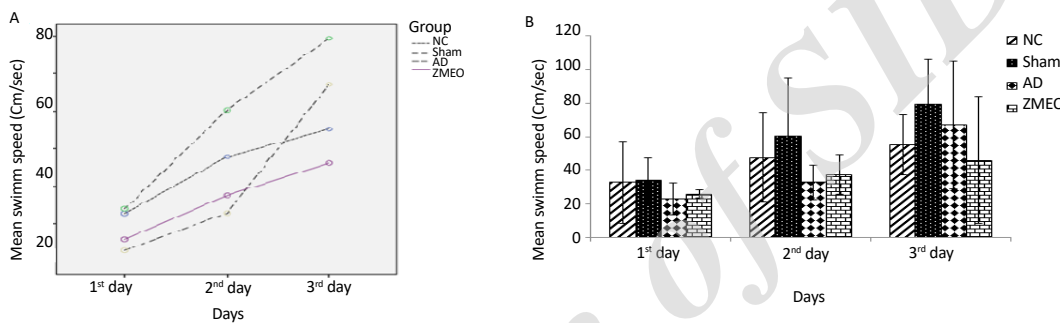 A
Mean swimm speed (Cm/sec)
80
60
40
20
1st day
2nd day
3rd day
Days
Group
NC
Sham
AD
ZMEO
B
Mean swimm speed (Cm/sec)
120
100
80
60
40
20
0
1st day
2nd day
3rd day
Days
NC
Sham
AD
ZMEO
of SID